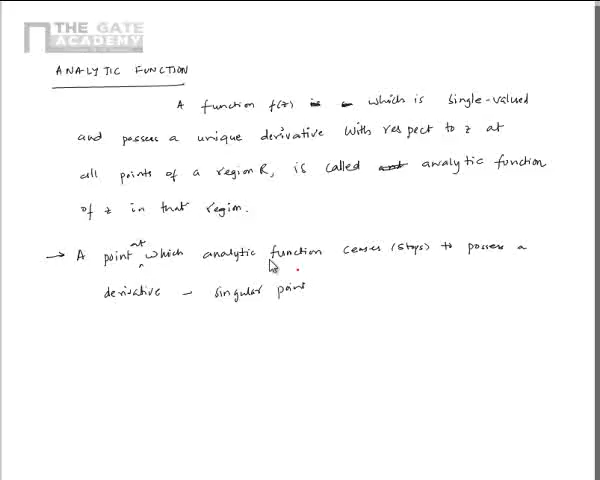 THE GATE
ACADEMY
ANALYTIC FUNCTION
A function f(z) is which is single-valued
and posses a unique derivative with respect to z at
all points of a region R, is called analytic function
of z in that region.
→ A point at which analytic function ceases (stops) to possess a
derivative - singular point